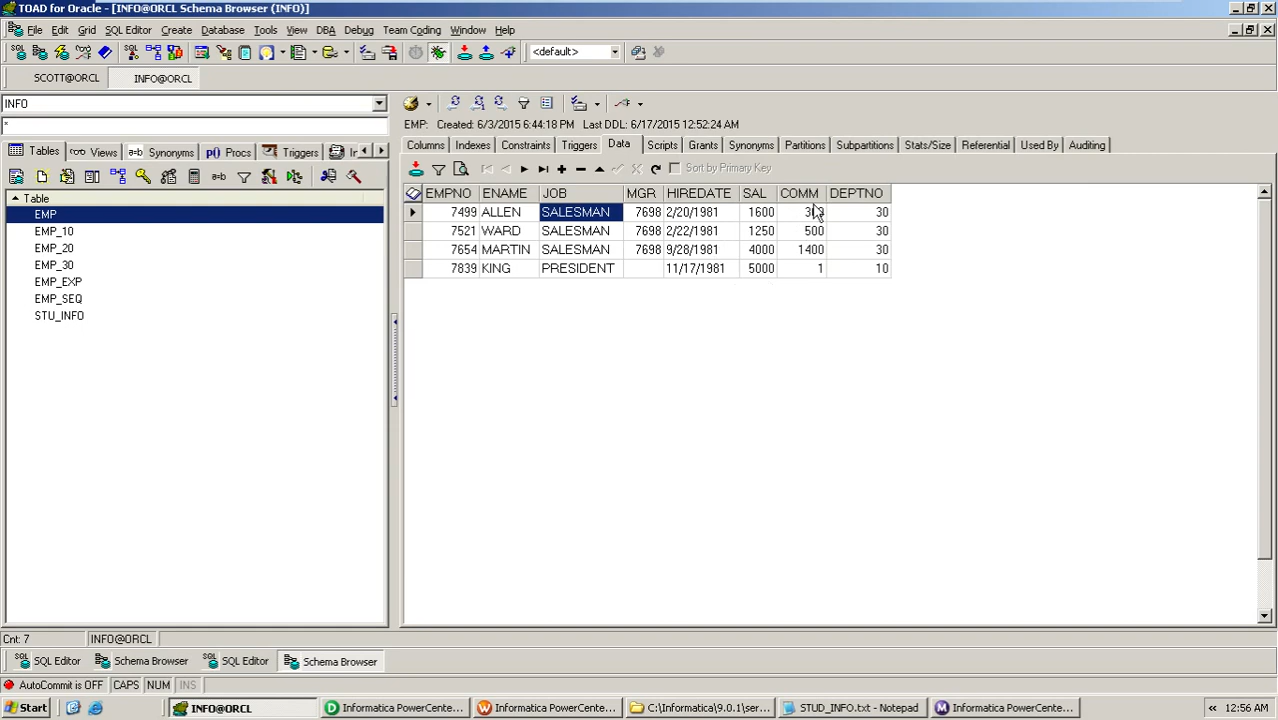 TOAD for Oracle - [INFO@ORCL Schema Browser (INFO)]
File Edit Grid SQL Editor Create Database Tools View DBA Debug Team Coding Window Help
SQL SQL <default>
SCOTT@ORCL INFO@ORCL
INFO
*
EMP: Created: 6/3/2015 6:44:18 PM Last DDL: 6/17/2015 12:52:24 AM
Tables Views Synonyms Procs Triggers In
Columns Indexes Constraints Triggers Data Scripts Grants Synonyms Partitions Subpartitions Stats/Size Referential Used By Auditing
Sort by Primary Key
Table
EMP
EMP_10
EMP_20
EMP_30
EMP_EXP
EMP_SEQ
STU_INFO
EMPNO ENAME JOB MGR HIREDATE SAL COMM DEPTNO
7499 ALLEN SALESMAN 7698 2/20/1981 1600 30
7521 WARD SALESMAN 7698 2/22/1981 1250 500 30
7654 MARTIN SALESMAN 7698 9/28/1981 4000 1400 30
7839 KING PRESIDENT 11/17/1981 5000 1 10
Cnt: 7 INFO@ORCL
SQL Editor Schema Browser SQL Editor Schema Browser
AutoCommit is OFF CAPS NUM INS
Start INFO@ORCL Informatica PowerCente... Informatica PowerCente... C:\Informatica\9.0.1\ser... STUD_INFO.txt - Notepad Informatica PowerCente... 12:56 AM